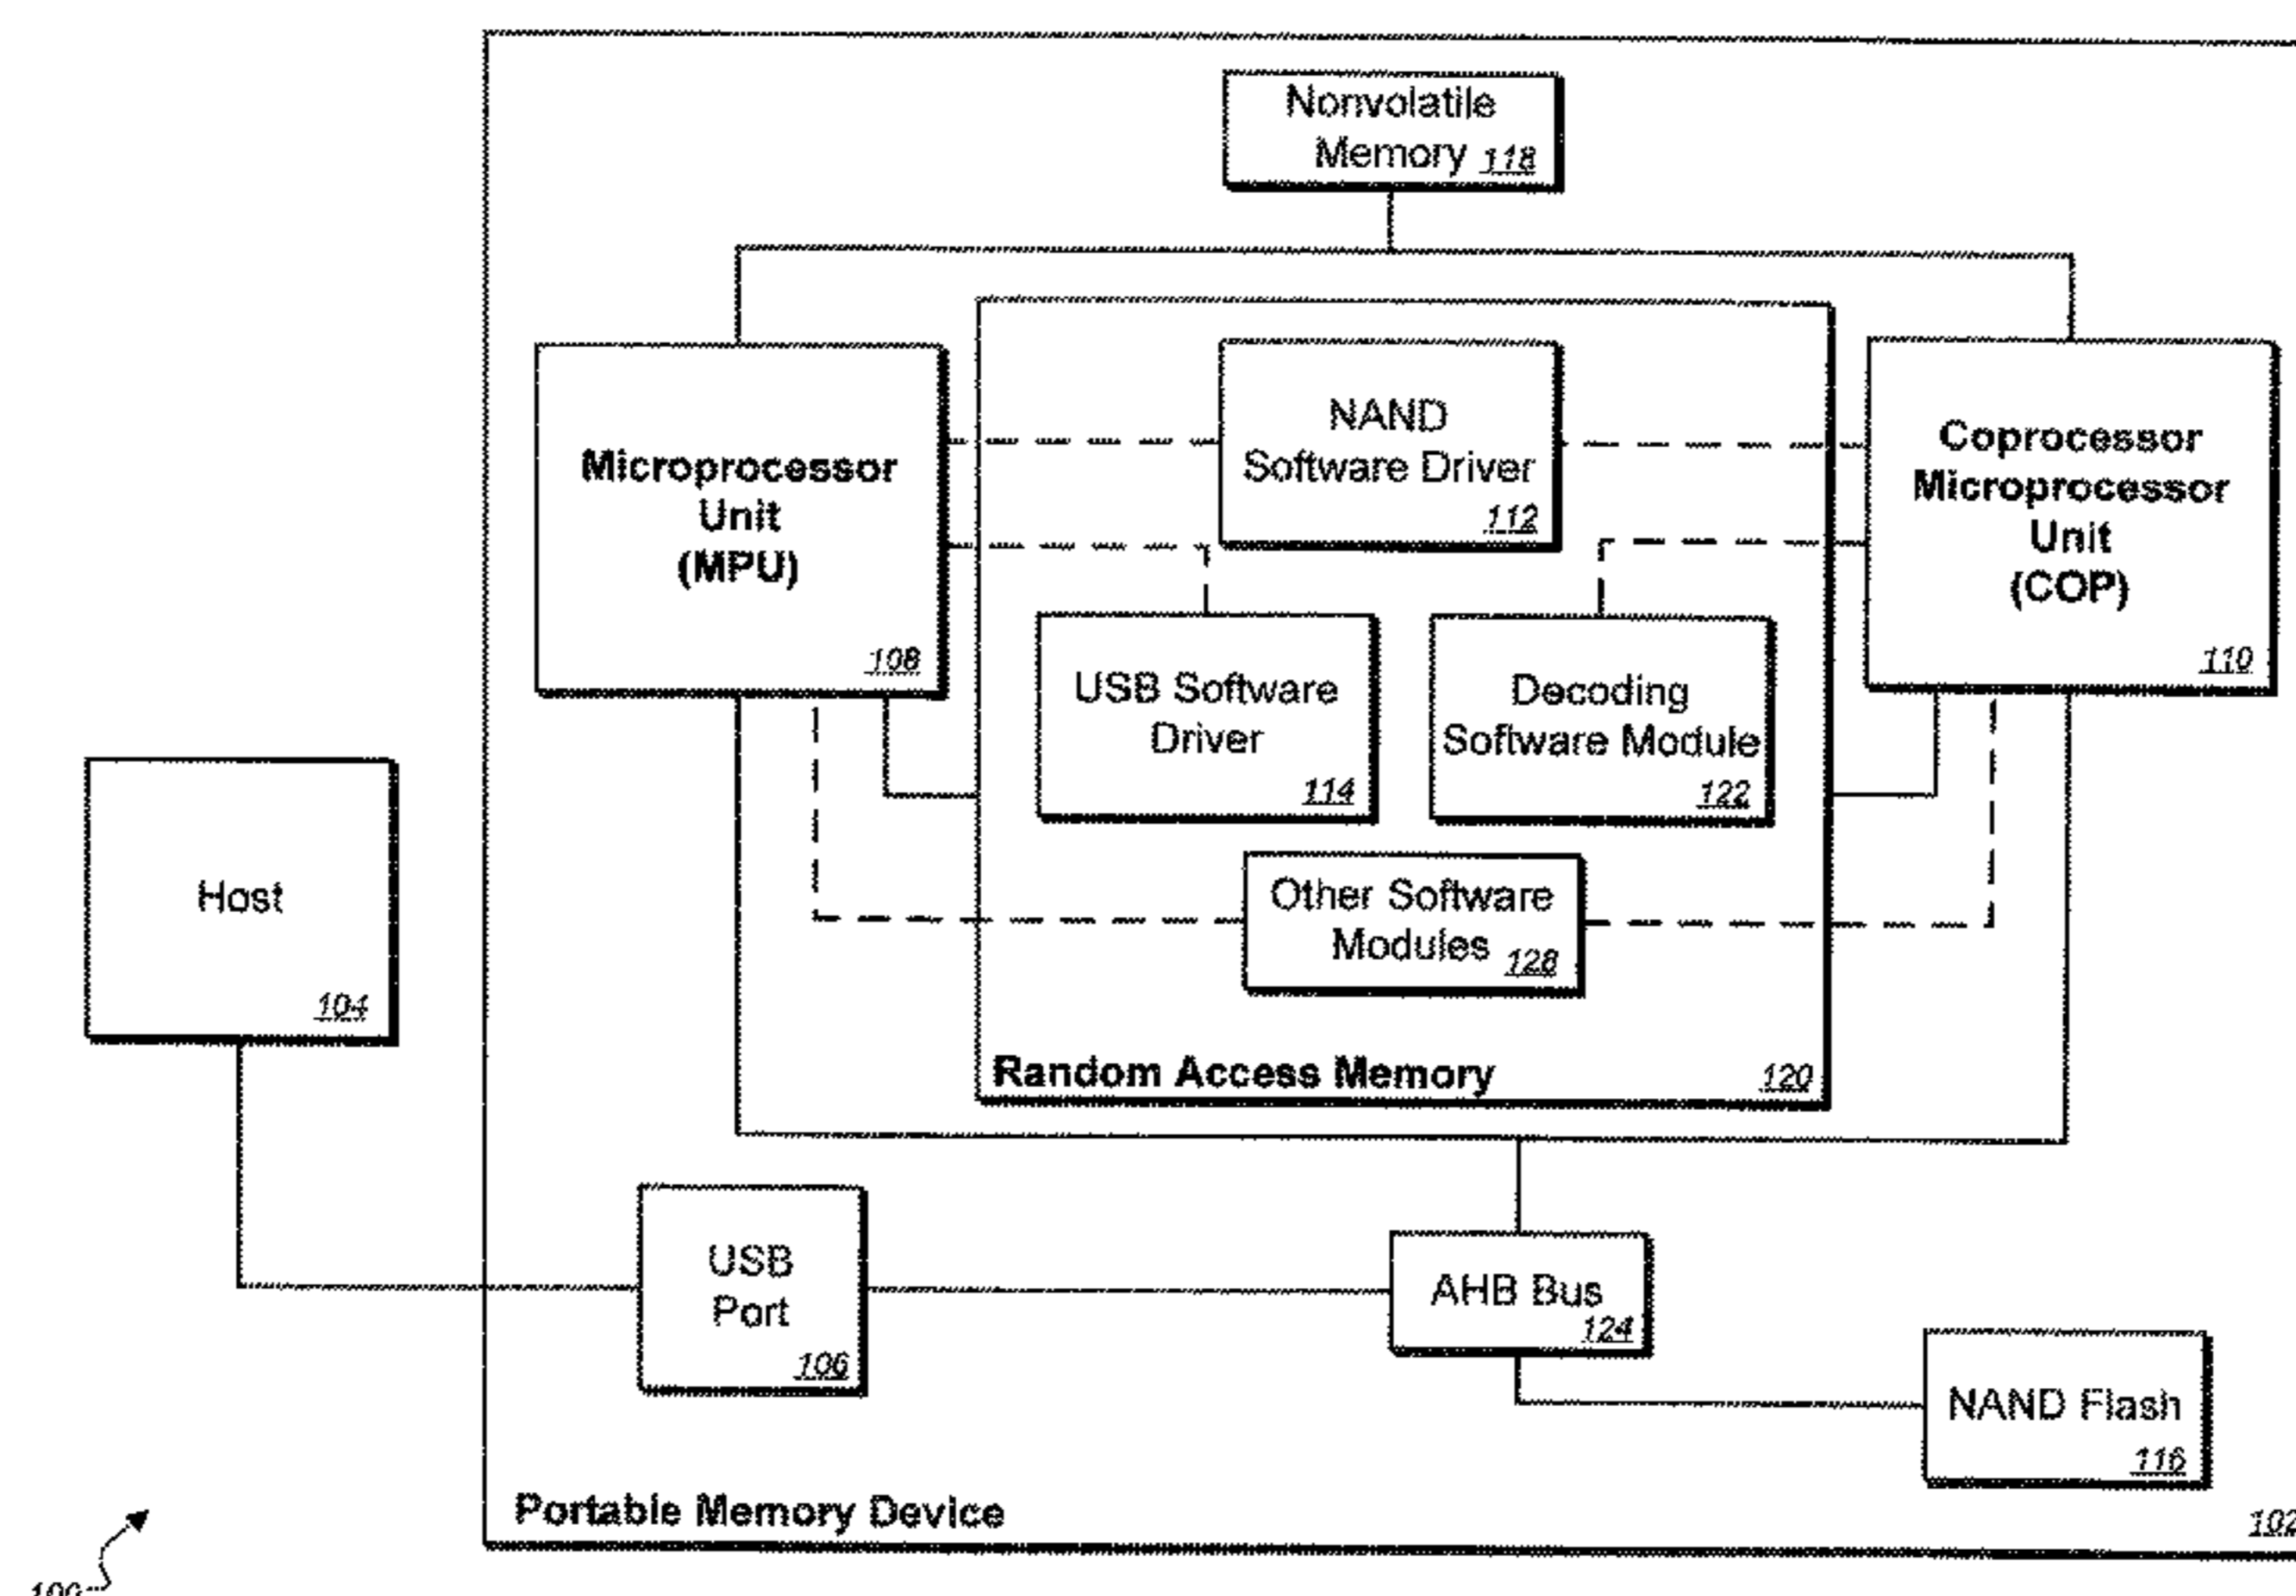 Nonvolatile
Memory 118
Microprocessor
Unit
(MPU)
108
NAND
Software Driver
112
Coprocessor
Microprocessor
Unit
(COP)
110
USB Software
Driver
114
Decoding
Software Module
122
Host
104
Other Software
Modules 128
Random Access Memory 120
USB
Port
106
AHB Bus
124
NAND Flash
116
Portable Memory Device 102
100